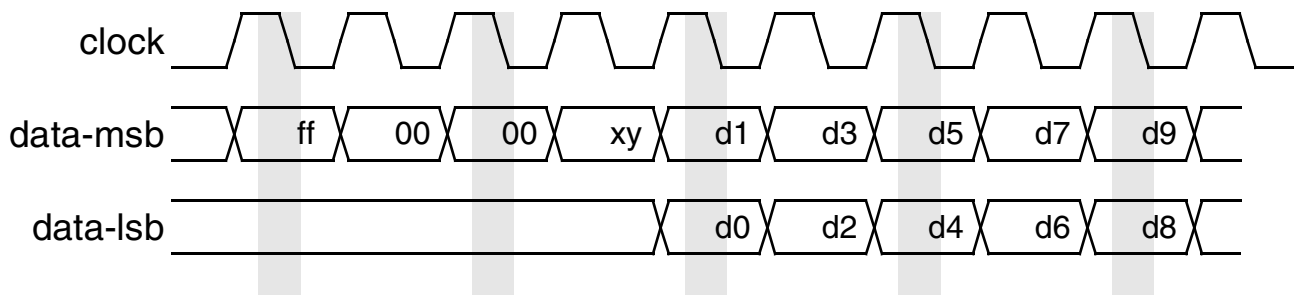 clock
data-msb ff 00 00 xy d1 d3 d5 d7 d9
data-lsb d0 d2 d4 d6 d8